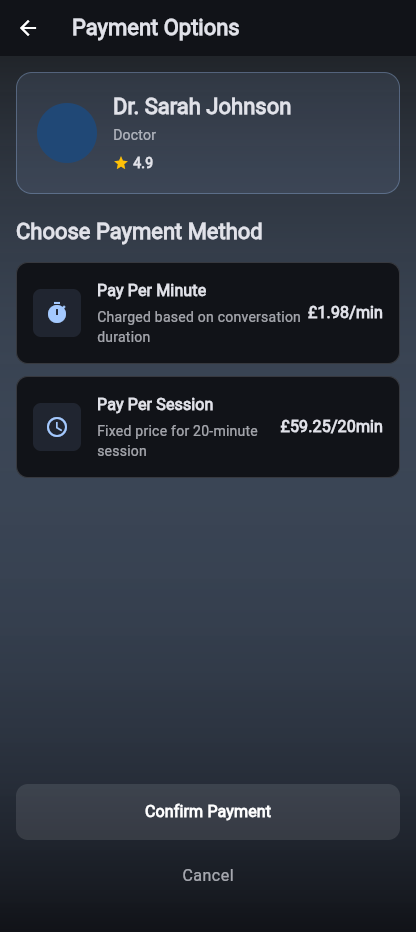 Payment Options
Dr. Sarah Johnson
Doctor
4.9
Choose Payment Method
Pay Per Minute
Charged based on conversation
duration
£1.98/min
Pay Per Session
Fixed price for 20-minute
session
£59.25/20min
Confirm Payment
Cancel